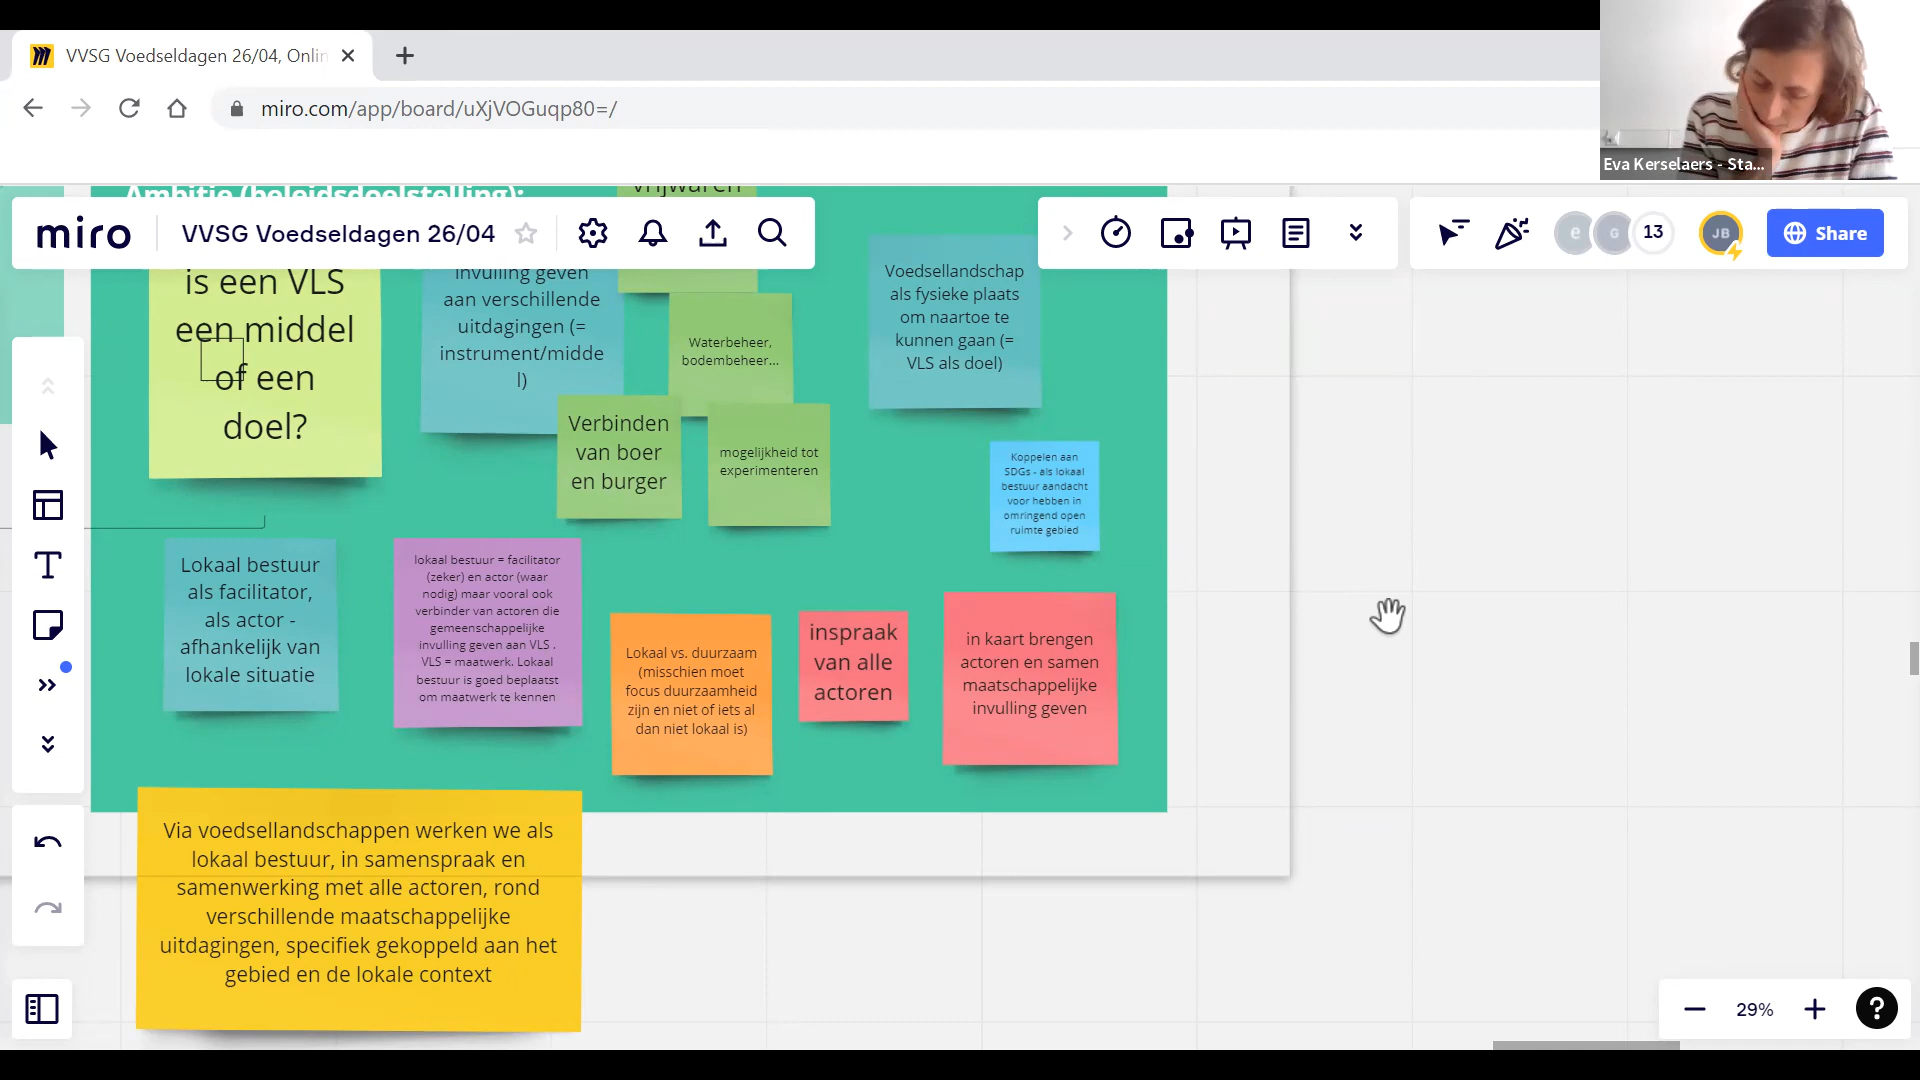 VVSG Voedseldagen 26/04, Onlin
miro.com/app/board/uXjVOGuqp80=/
Eva Kerselaers - Sta...
Ambitie (beleidsdoelstelling):
vrijwaren
miro
VVSG Voedseldagen 26/04
e
G
13
JB
Share
is een VLS
een middel
of een
doel?
invulling geven
aan verschillende
uitdagingen (=
instrument/midde
l)
Waterbeheer,
bodembeheer...
Voedsellandschap
als fysieke plaats
om naartoe te
kunnen gaan (=
VLS als doel)
Verbinden
van boer
en burger
mogelijkheid tot
experimenteren
Koppelen aan
SDGs - als lokaal
bestuur aandacht
voor hebben in
omringend open
ruimte gebied
Lokaal bestuur
als facilitator,
als actor -
afhankelijk van
lokale situatie
lokaal bestuur = facilitator
(zeker) en actor (waar
nodig) maar vooral ook
verbinder van actoren die
gemeenschappelijke
invulling geven aan VLS .
VLS = maatwerk. Lokaal
bestuur is goed beplaatst
om maatwerk te kennen
Lokaal vs. duurzaam
(misschien moet
focus duurzaamheid
zijn en niet of iets al
dan niet lokaal is)
inspraak
van alle
actoren
in kaart brengen
actoren en samen
maatschappelijke
invulling geven
Via voedsellandschappen werken we als
lokaal bestuur, in samenspraak en
samenwerking met alle actoren, rond
verschillende maatschappelijke
uitdagingen, specifiek gekoppeld aan het
gebied en de lokale context
29%